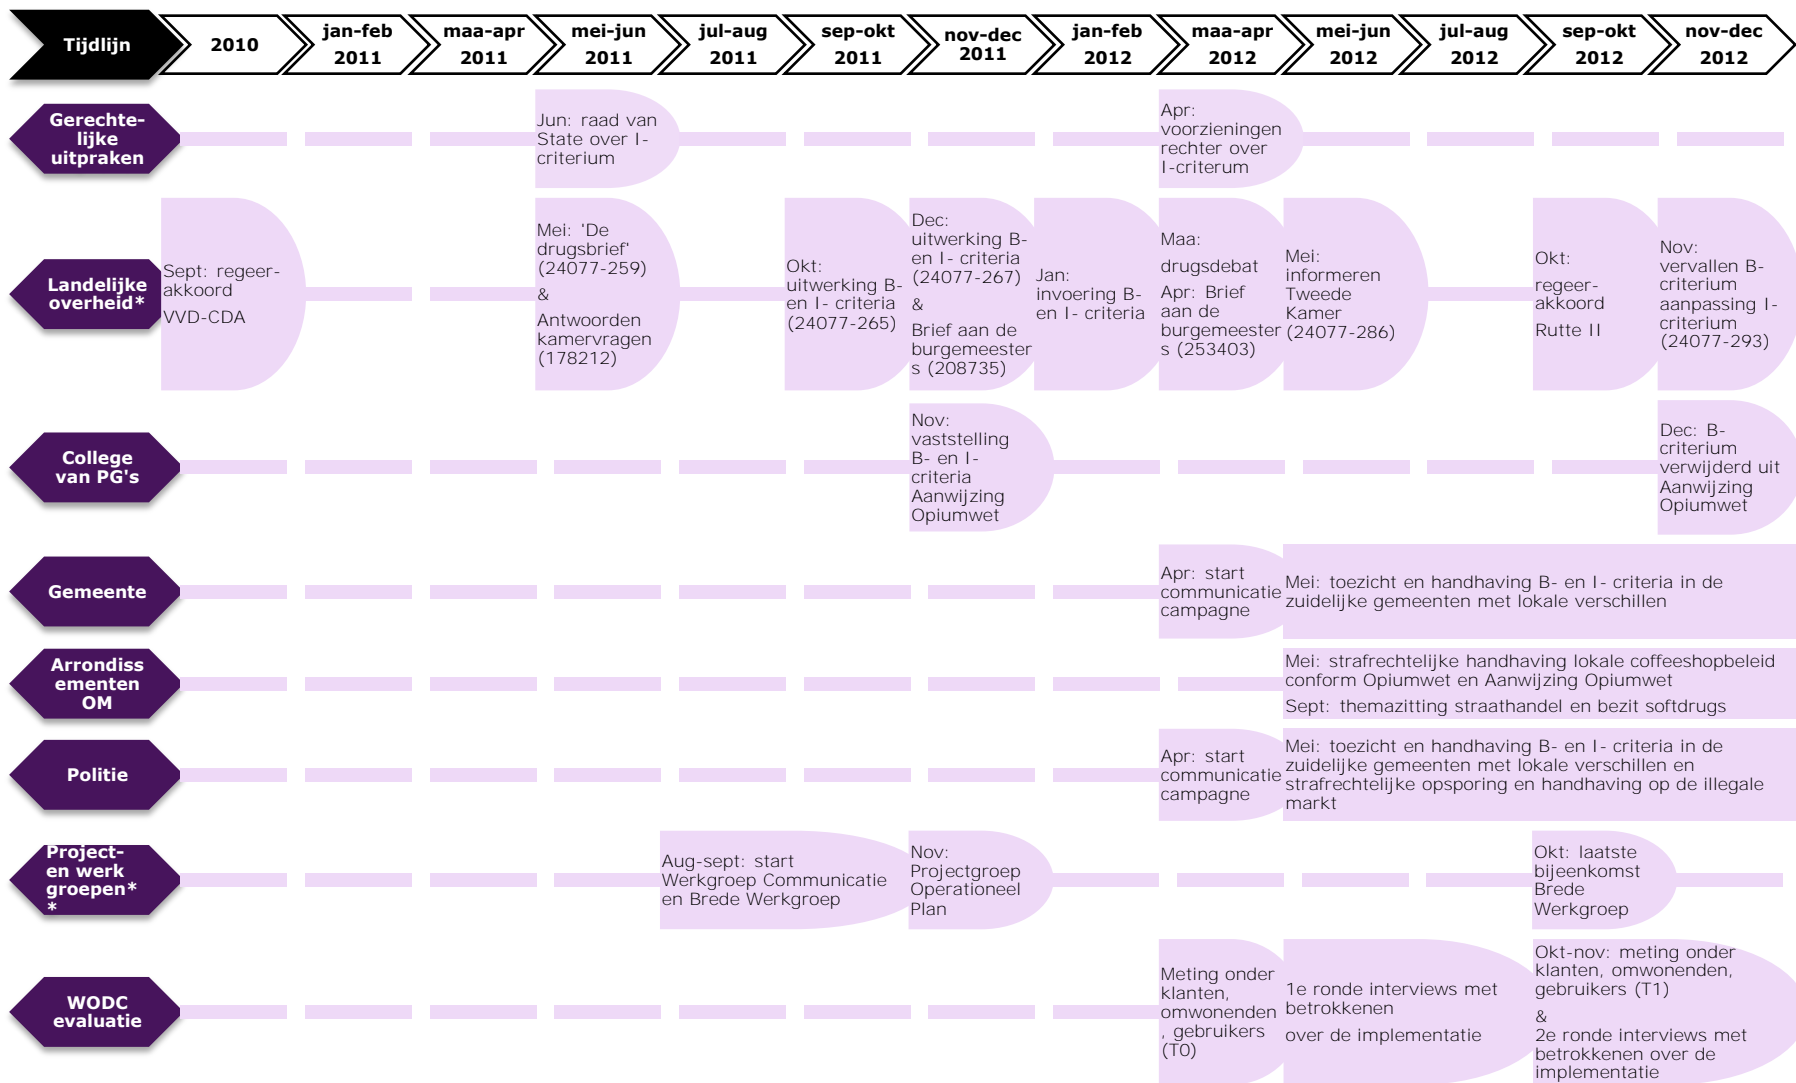 Tijdlijn
2010
jan-feb
2011
maa-apr
2011
mei-jun
2011
jul-aug
2011
sep-okt
2011
nov-dec
2011
jan-feb
2012
maa-apr
2012
mei-jun
2012
jul-aug
2012
sep-okt
2012
nov-dec
2012
Gerechte-
lijke
uitpraken
Jun: raad van
State over I-
criterium
Apr:
voorzieningen
rechter over
I-criterum
Landelijke
overheid*
Sept: regeer-
akkoord
VVD-CDA
Mei: 'De
drugsbrief'
(24077-259)
&
Antwoorden
kamervragen
(178212)
Okt:
uitwerking B-
en I- criteria
(24077-265)
Dec:
uitwerking B-
en I- criteria
(24077-267)
&
Brief aan de
burgemeester
s (208735)
Jan:
invoering B-
en I- criteria
Maa:
drugsdebat
Apr: Brief
aan de
burgemeester
s (253403)
Mei:
informeren
Tweede
Kamer
(24077-286)
Okt:
regeer-
akkoord
Rutte II
Nov:
vervallen B-
criterium
aanpassing I-
criterium
(24077-293)
College
van PG's
Nov:
vaststelling
B- en I-
criteria
Aanwijzing
Opiumwet
Dec: B-
criterium
verwijderd uit
Aanwijzing
Opiumwet
Gemeente
Apr: start
communicatie
campagne
Mei: toezicht en handhaving B- en I- criteria in de
zuidelijke gemeenten met lokale verschillen
Arrondiss
ementen
OM
Mei: strafrechtelijke handhaving lokale coffeeshopbeleid
conform Opiumwet en Aanwijzing Opiumwet
Sept: themazitting straathandel en bezit softdrugs
Politie
Apr: start
communicatie
campagne
Mei: toezicht en handhaving B- en I- criteria in de
zuidelijke gemeenten met lokale verschillen en
strafrechtelijke opsporing en handhaving op de illegale
markt
Project-
en werk
groepen*
*
Aug-sept: start
Werkgroep Communicatie
en Brede Werkgroep
Nov:
Projectgroep
Operationeel
Plan
Okt: laatste
bijeenkomst
Brede
Werkgroep
WODC
evaluatie
Meting onder
klanten,
omwonenden
, gebruikers
(T0)
1e ronde interviews met
betrokkenen
over de implementatie
Okt-nov: meting onder
klanten, omwonenden,
gebruikers (T1)
&
2e ronde interviews met
betrokkenen over de
implementatie